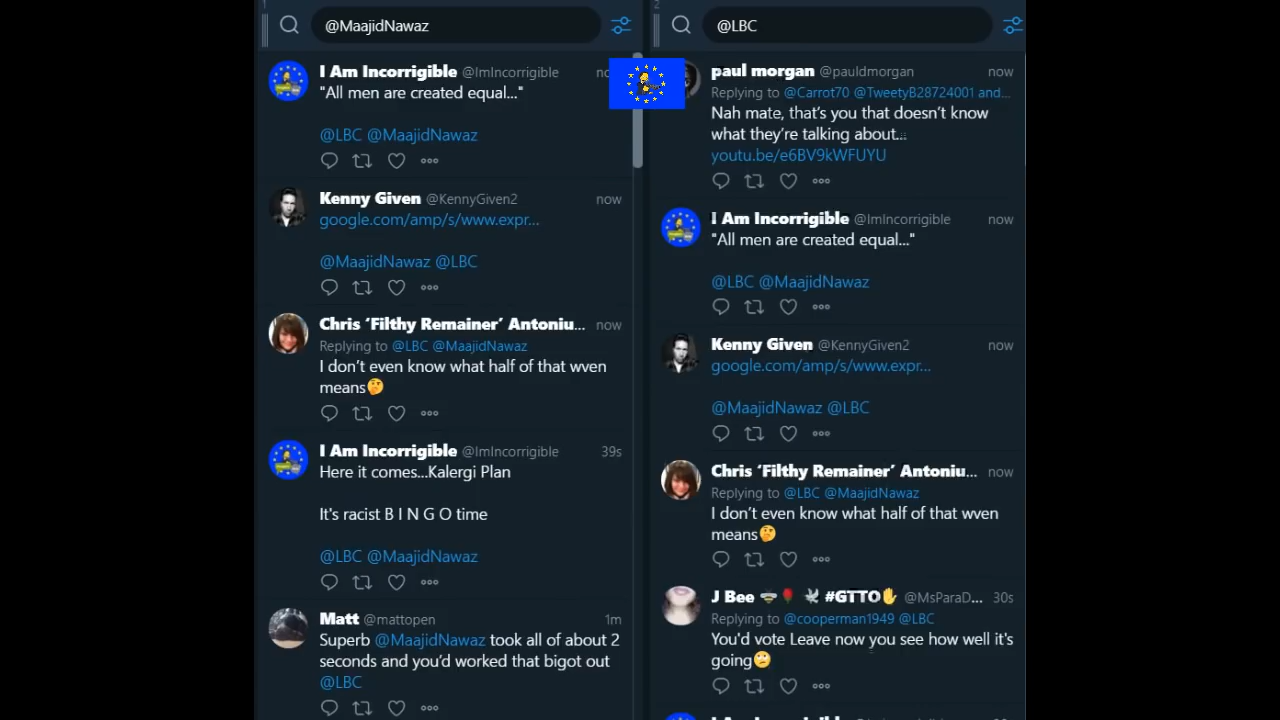 1
@MaajidNawaz
I Am Incorrigible @ImIncorrigible
"All men are created equal..."
@LBC @MaajidNawaz
Kenny Given @KennyGiven2 now
google.com/amp/s/www.expr...
@MaajidNawaz @LBC
Chris ‘Filthy Remainer’ Antoniu... now
Replying to @LBC @MaajidNawaz
I don’t even know what half of that wven
means🤔
I Am Incorrigible @ImIncorrigible 39s
Here it comes...Kalergi Plan
It's racist B I N G O time
@LBC @MaajidNawaz
Matt @mattopen 1m
Superb @MaajidNawaz took all of about 2
seconds and you’d worked that bigot out
@LBC
2
@LBC
paul morgan @pauldmorgan now
Replying to @Carrot70 @TweetyB28724001 and...
Nah mate, that’s you that doesn’t know
what they’re talking about...
youtu.be/e6BV9kWFUYU
I Am Incorrigible @ImIncorrigible now
"All men are created equal..."
@LBC @MaajidNawaz
Kenny Given @KennyGiven2 now
google.com/amp/s/www.expr...
@MaajidNawaz @LBC
Chris ‘Filthy Remainer’ Antoniu... now
Replying to @LBC @MaajidNawaz
I don’t even know what half of that wven
means🤔
J Bee 🐝🌹 🕊 #GTTO✋ @MsParaD... 30s
Replying to @cooperman1949 @LBC
You'd vote Leave now you see how well it's
going🙄